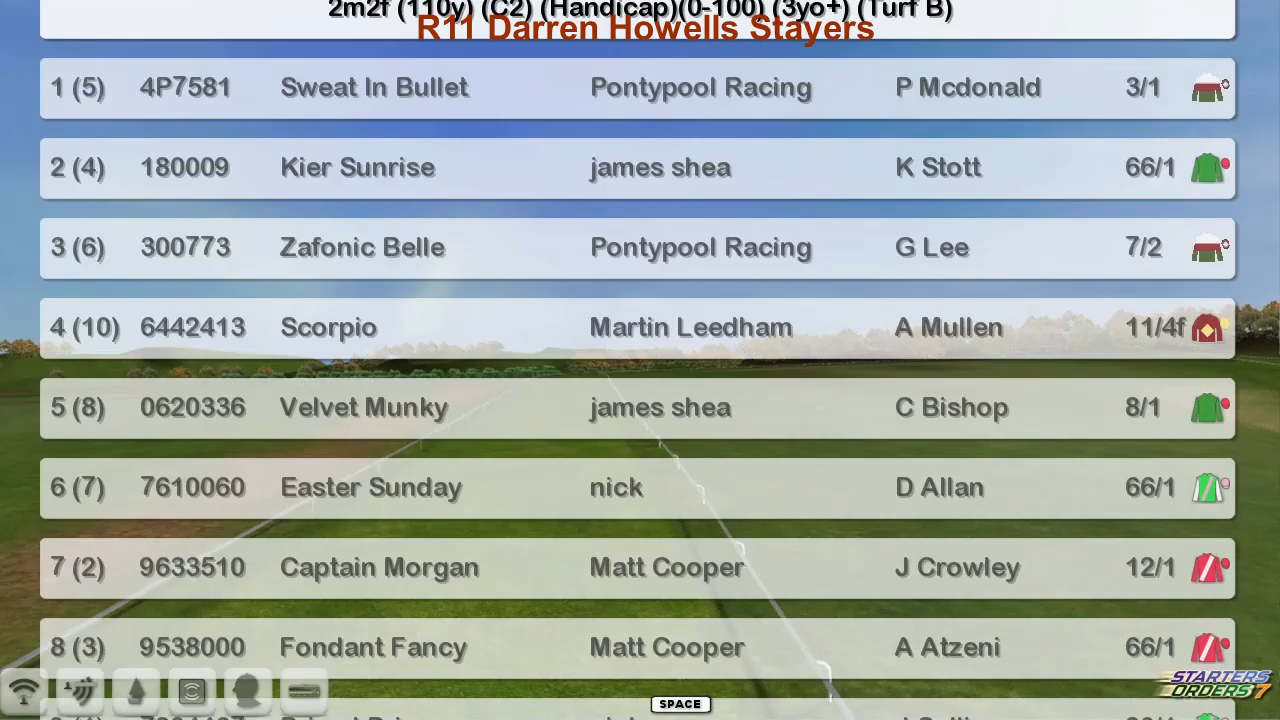 2m2f (110y) (C2) (Handicap)(0-100) (3yo+) (Turf B)
R11 Darren Howells Stayers
1 (5) 4P7581 Sweat In Bullet Pontypool Racing P Mcdonald 3/1
2 (4) 180009 Kier Sunrise james shea K Stott 66/1
3 (6) 300773 Zafonic Belle Pontypool Racing G Lee 7/2
4 (10) 6442413 Scorpio Martin Leedham A Mullen 11/4f
5 (8) 0620336 Velvet Munky james shea C Bishop 8/1
6 (7) 7610060 Easter Sunday nick D Allan 66/1
7 (2) 9633510 Captain Morgan Matt Cooper J Crowley 12/1
8 (3) 9538000 Fondant Fancy Matt Cooper A Atzeni 66/1
STARTERS ORDERS 7
SPACE